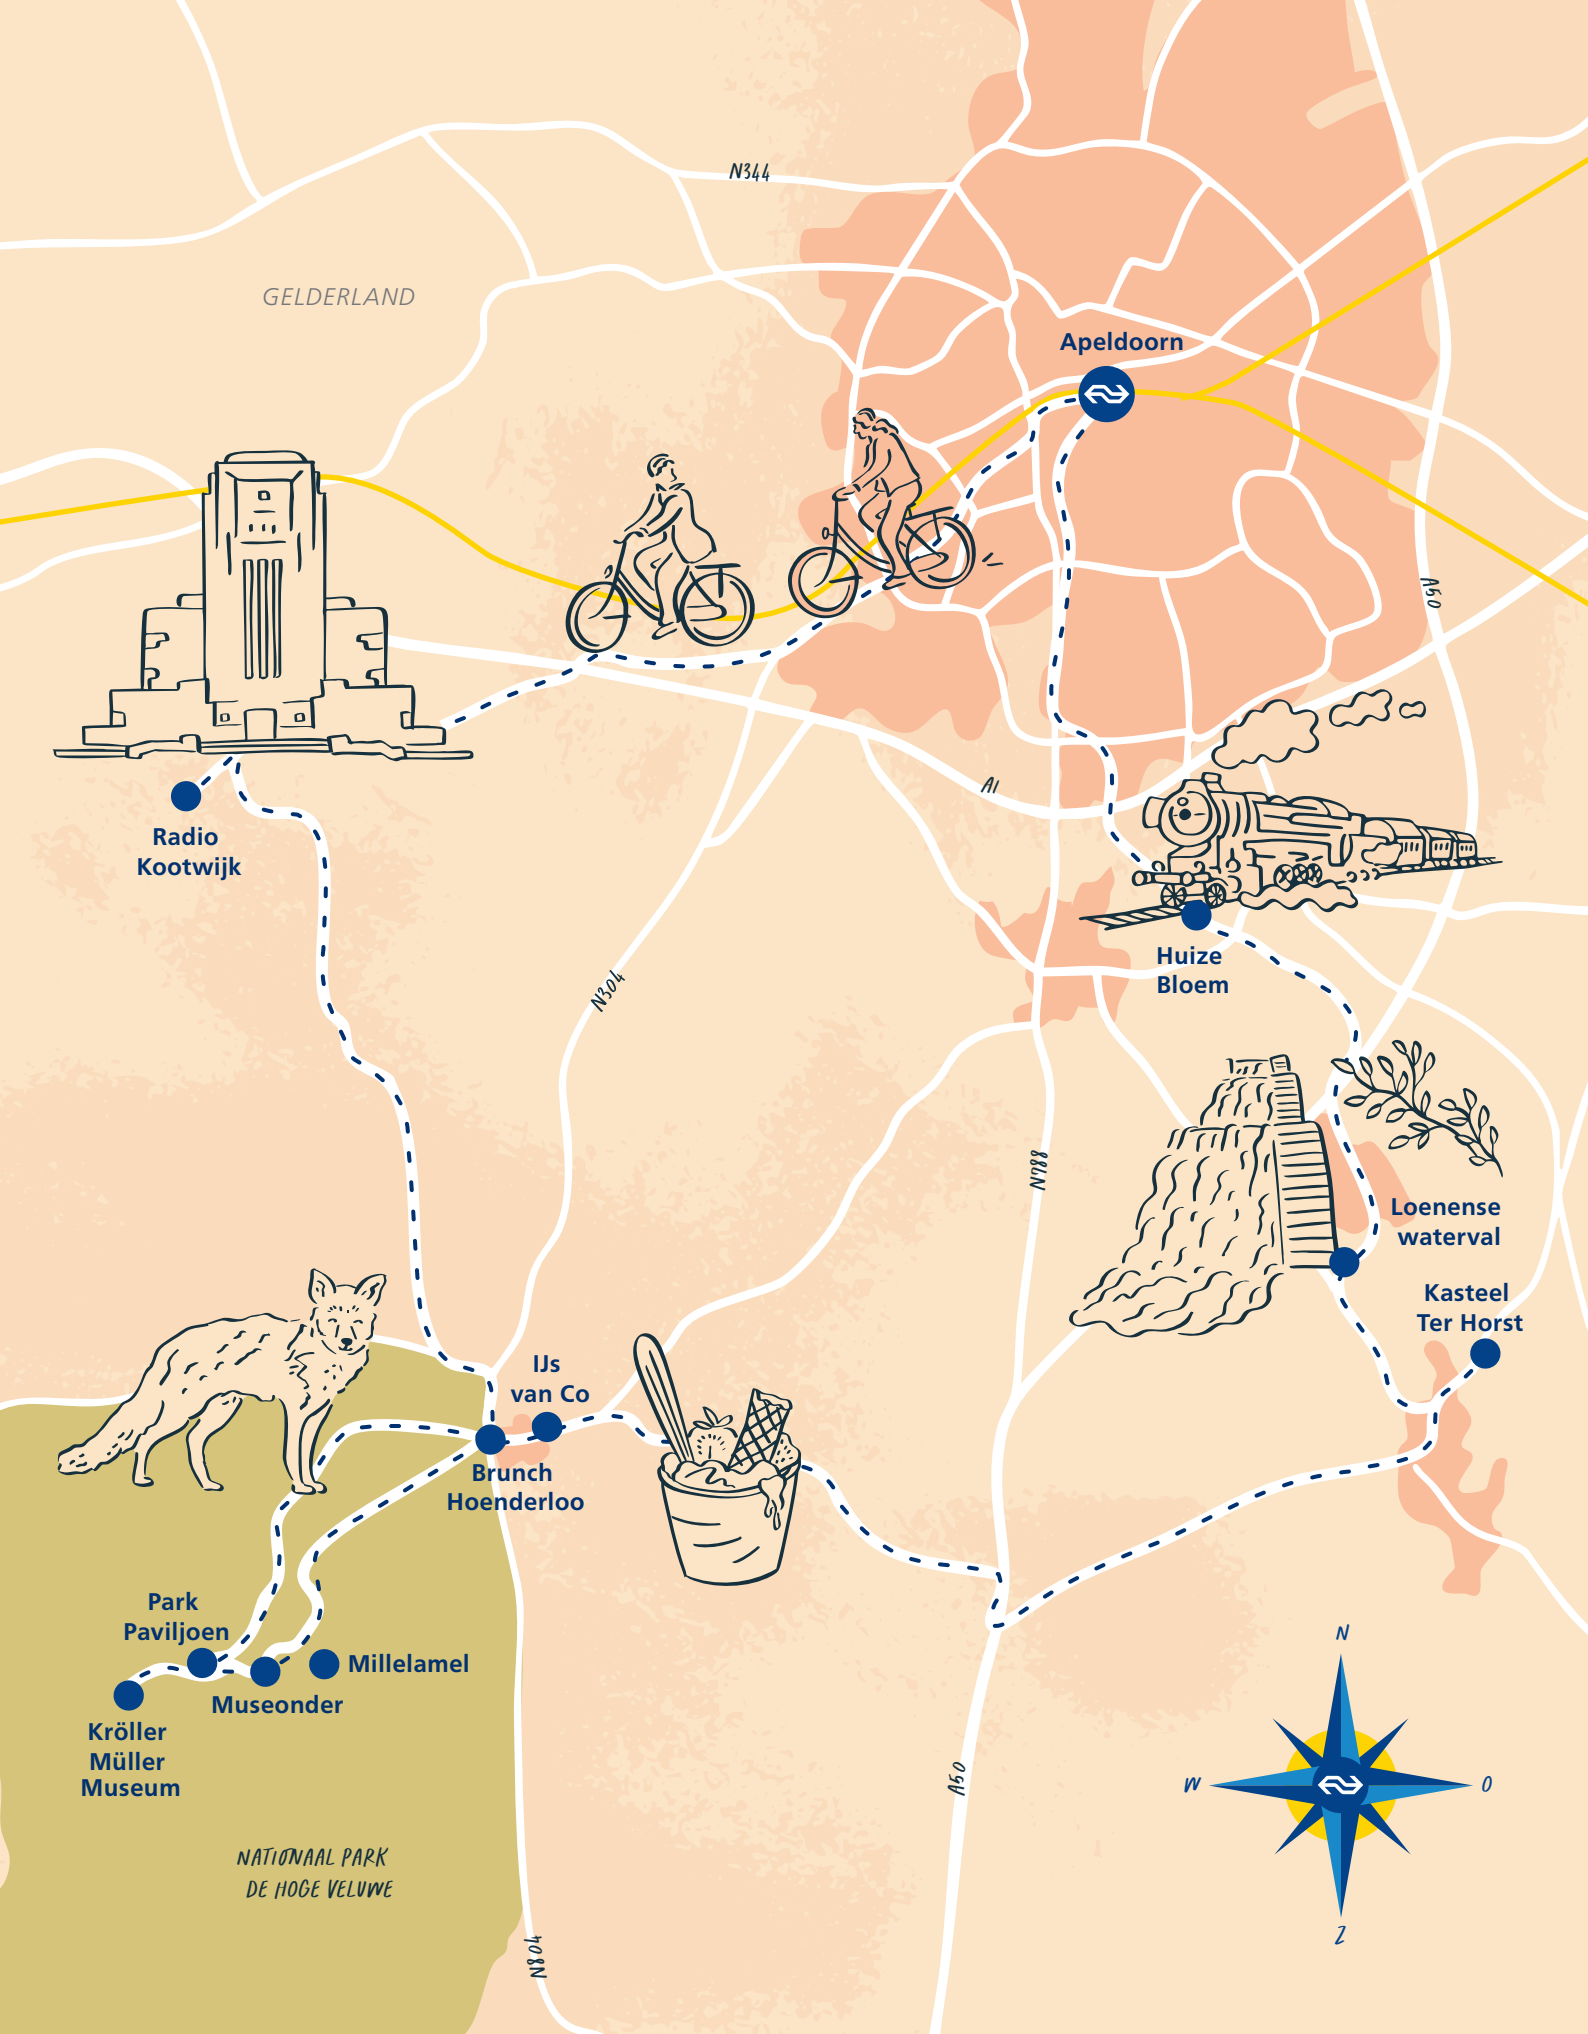 N344
GELDERLAND
Apeldoorn
A50
A1
Radio
Kootwijk
Huize
Bloem
N304
N788
Loenense
waterval
Kasteel
Ter Horst
IJs
van Co
Brunch
Hoenderloo
Park
Paviljoen
Millelamel
Museonder
Kröller
Müller
Museum
N
W
O
Z
A50
NATIONAAL PARK
DE HOGE VELUWE
N804